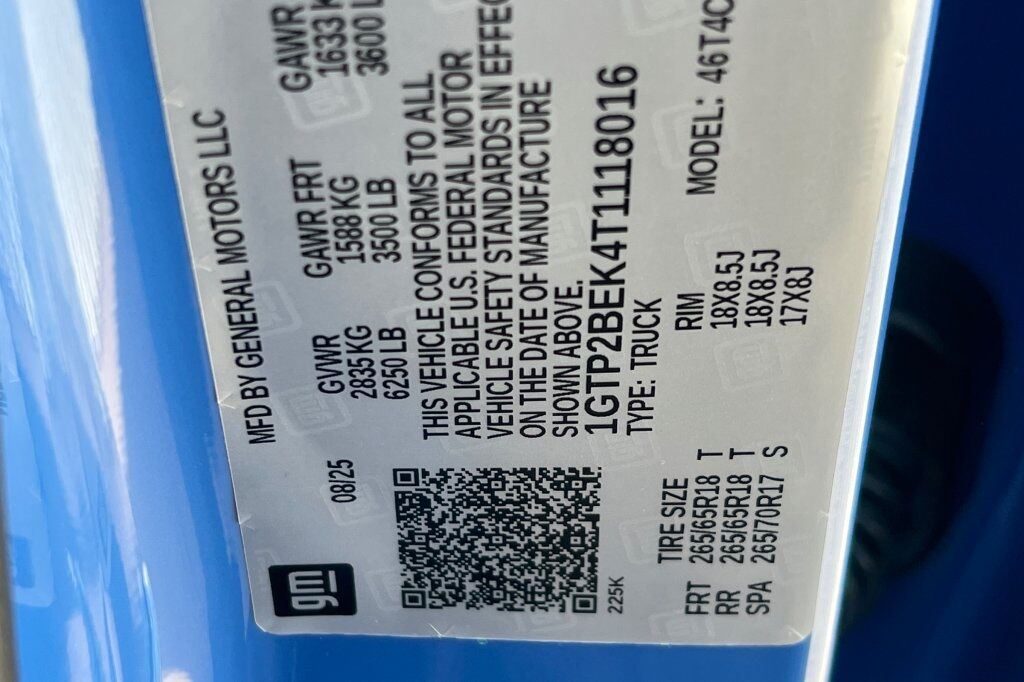 gm
08/25
MFD BY GENERAL MOTORS LLC
GVWR GAWR FRT GAWR
2835 KG 1588 KG 1633 K
6250 LB 3500 LB 3600 L
THIS VEHICLE CONFORMS TO ALL
APPLICABLE U.S. FEDERAL MOTOR
VEHICLE SAFETY STANDARDS IN EFFEC
ON THE DATE OF MANUFACTURE
SHOWN ABOVE.
1GTP2BEK4T1118016
TYPE: TRUCK
225K
MODEL: 46T4C
TIRE SIZE RIM
FRT 265/65R18 T 18X8.5J
RR 265/65R18 T 18X8.5J
SPA 265/70R17 S 17X8J